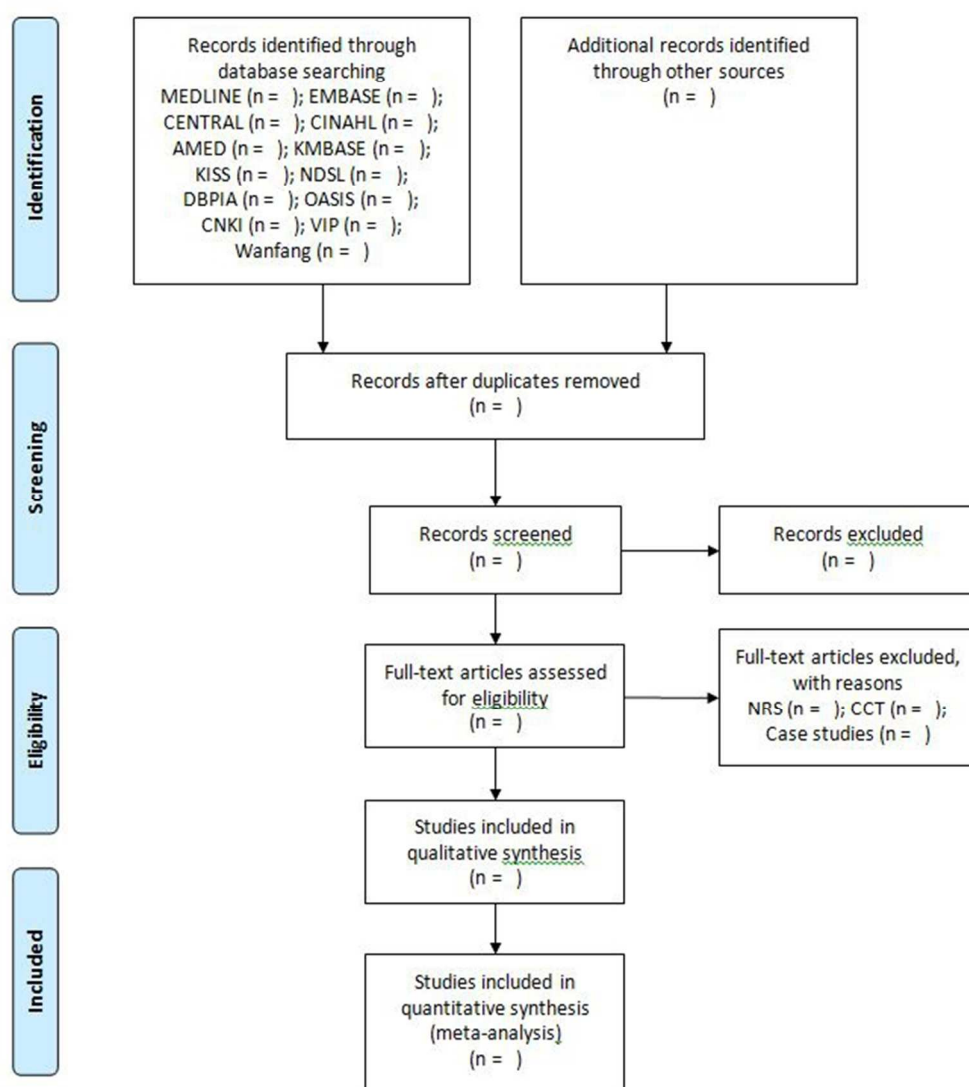 Identification
Records identified through
database searching
MEDLINE (n =   ); EMBASE (n =   );
CENTRAL (n =   ); CINAHL (n =   );
AMED (n =   ); KMBASE (n =   );
KISS (n =   ); NDSL (n =   );
DBPIA (n =   ); OASIS (n =   );
CNKI (n =   ); VIP (n =   );
Wanfang (n =   )
Additional records identified
through other sources
(n =   )
Screening
Records after duplicates removed
(n =   )
Records screened
(n =   )
Records excluded
(n =   )
Eligibility
Full-text articles assessed
for eligibility
(n =   )
Full-text articles excluded,
with reasons
NRS (n =   ); CCT (n =   );
Case studies (n =   )
Studies included in
qualitative synthesis
(n =   )
Included
Studies included in
quantitative synthesis
(meta-analysis)
(n =   )